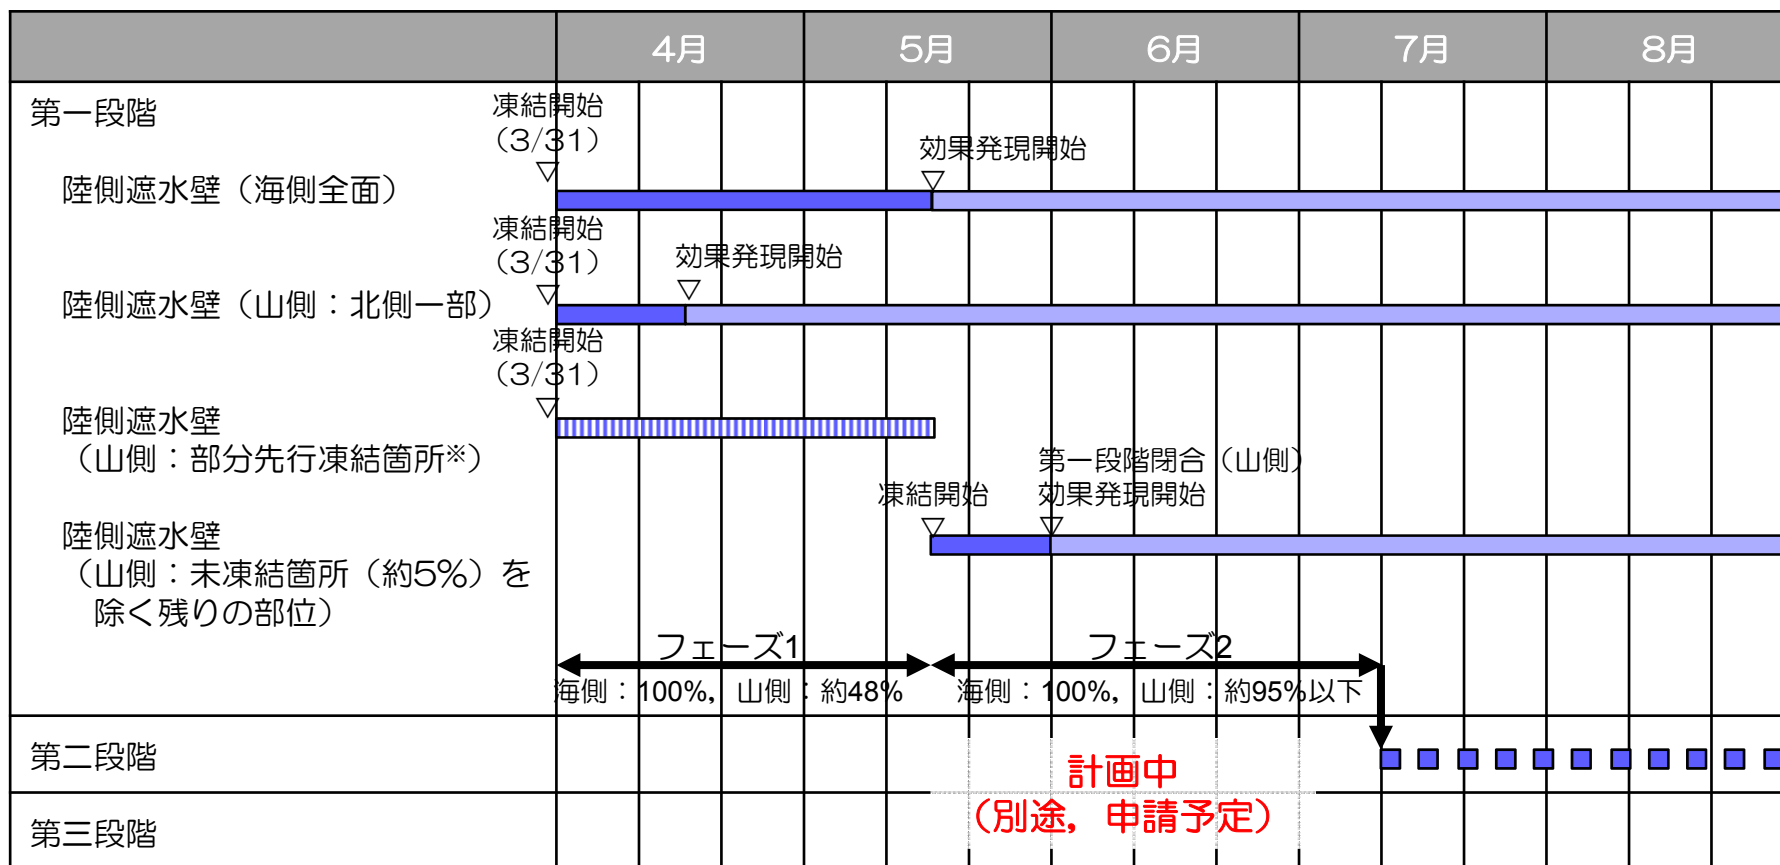 4月 5月 6月 7月 8月
第一段階
凍結開始
（3/31）
効果発現開始
▽
▽
陸側遮水壁（海側全面）
凍結開始
（3/31）
効果発現開始
▽
▽
陸側遮水壁（山側：北側一部）
凍結開始
（3/31）
▽
陸側遮水壁
（山側：部分先行凍結箇所※）
第一段階閉合（山側）
凍結開始
効果発現開始
▽
▽
陸側遮水壁
（山側：未凍結箇所（約5%）を
除く残りの部位）
フェーズ1
フェーズ2
海側：100%，山側：約48%
海側：100%，山側：約95%以下
第二段階
計画中
（別途，申請予定）
第三段階